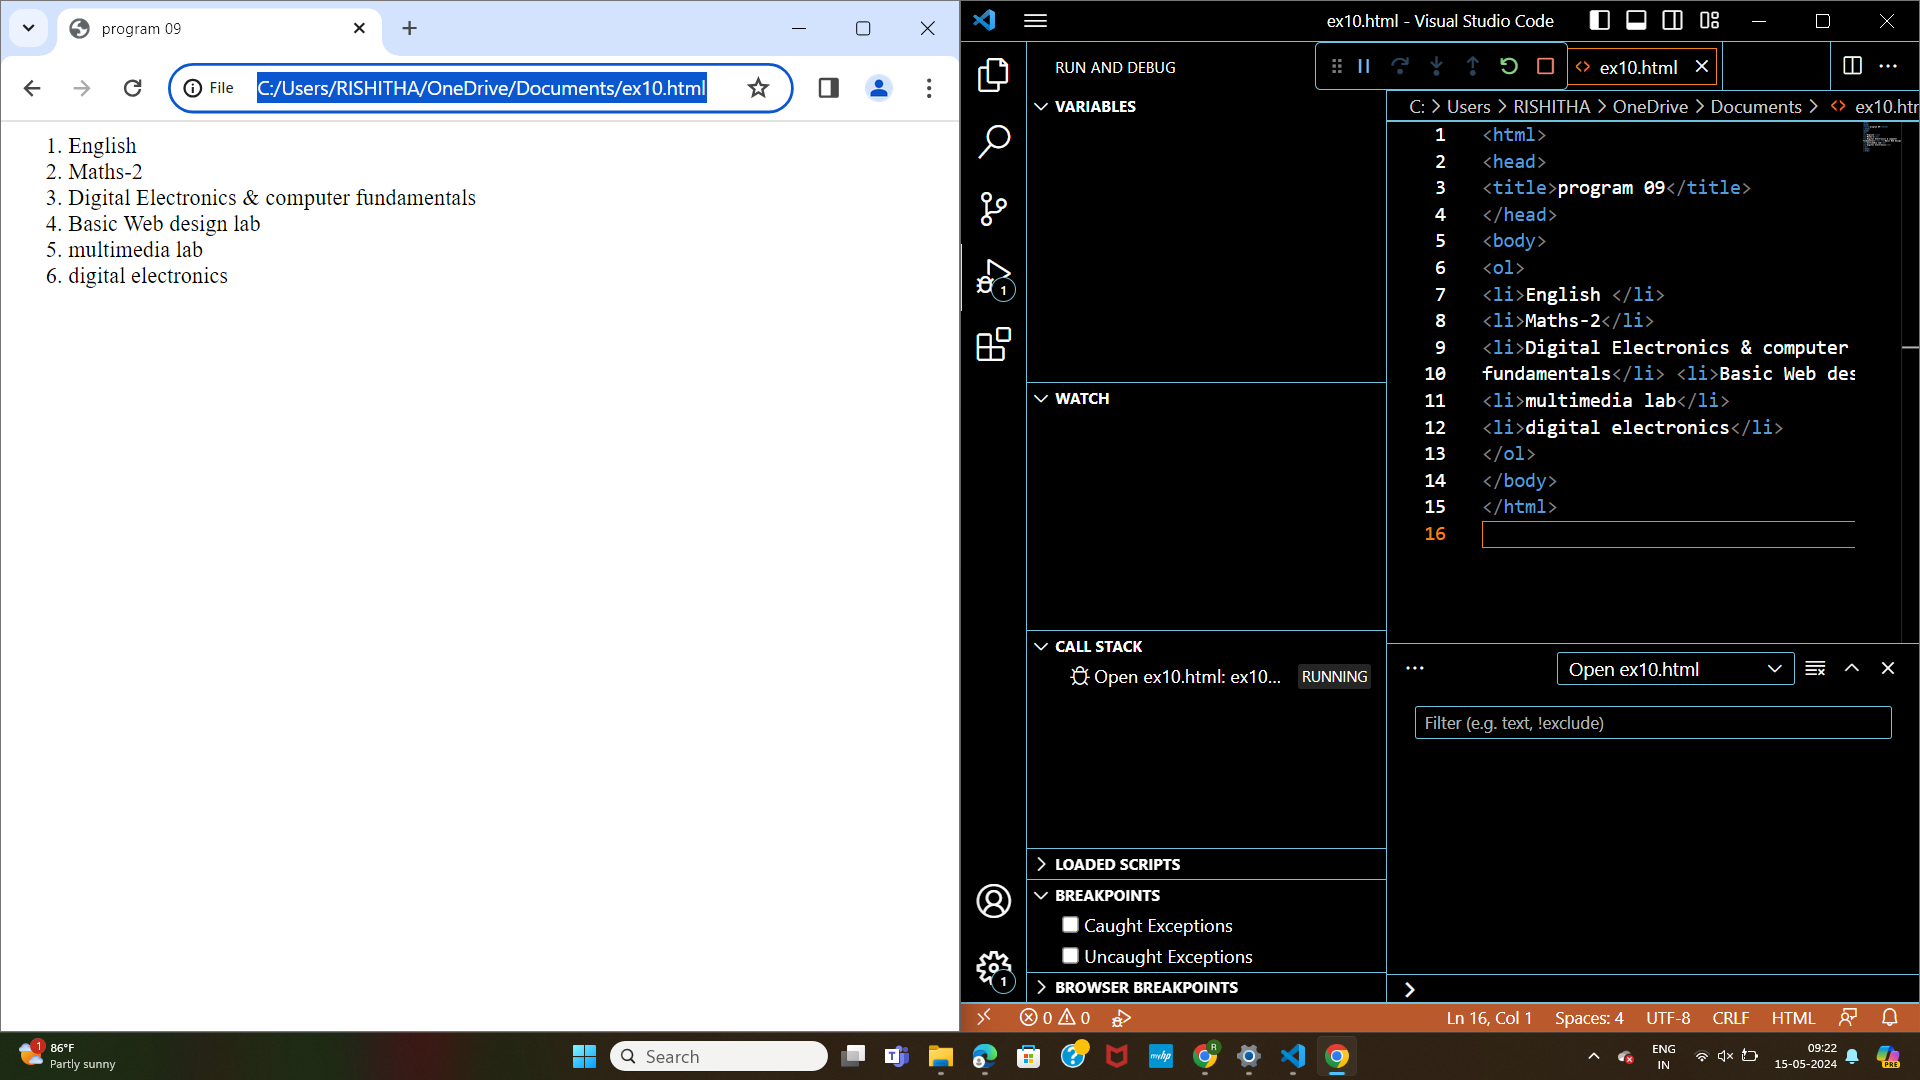 program 09
File C:/Users/RISHITHA/OneDrive/Documents/ex10.html
1. English
2. Maths-2
3. Digital Electronics & computer fundamentals
4. Basic Web design lab
5. multimedia lab
6. digital electronics
ex10.html - Visual Studio Code
RUN AND DEBUG
VARIABLES
WATCH
CALL STACK
Open ex10.html: ex10... RUNNING
LOADED SCRIPTS
BREAKPOINTS
Caught Exceptions
Uncaught Exceptions
BROWSER BREAKPOINTS
1
1
ex10.html
C: > Users > RISHITHA > OneDrive > Documents > ex10.htr
1 <html>
2 <head>
3 <title>program 09</title>
4 </head>
5 <body>
6 <ol>
7 <li>English </li>
8 <li>Maths-2</li>
9 <li>Digital Electronics & computer
10 fundamentals</li> <li>Basic Web des
11 <li>multimedia lab</li>
12 <li>digital electronics</li>
13 </ol>
14 </body>
15 </html>
16
Open ex10.html
Filter (e.g. text, !exclude)
0 0
Ln 16, Col 1 Spaces: 4 UTF-8 CRLF HTML
1
86°F
Partly sunny
Search
myhp
R
ENG
IN
09:22
15-05-2024
PRE